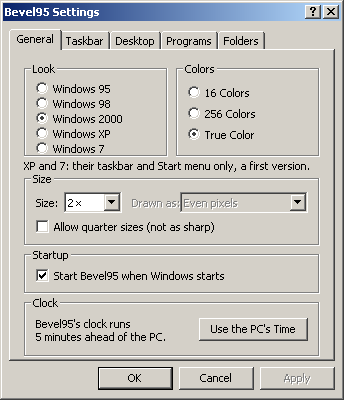 Bevel95 Settings
General Taskbar Desktop Programs Folders
Look
Windows 95
Windows 98
Windows 2000
Windows XP
Windows 7
Colors
16 Colors
256 Colors
True Color
XP and 7: their taskbar and Start menu only, a first version.
Size
Size: 2× Drawn as: Even pixels
Allow quarter sizes (not as sharp)
Startup
Start Bevel95 when Windows starts
Clock
Bevel95's clock runs
5 minutes ahead of the PC.
Use the PC's Time
OK Cancel Apply